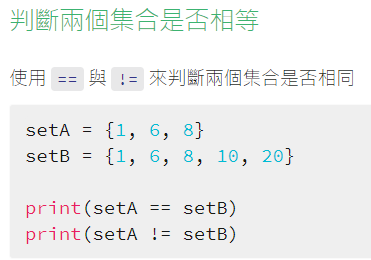 判斷兩個集合是否相等
使用 == 與 != 來判斷兩個集合是否相同
setA = {1, 6, 8}
setB = {1, 6, 8, 10, 20}
print(setA == setB)
print(setA != setB)